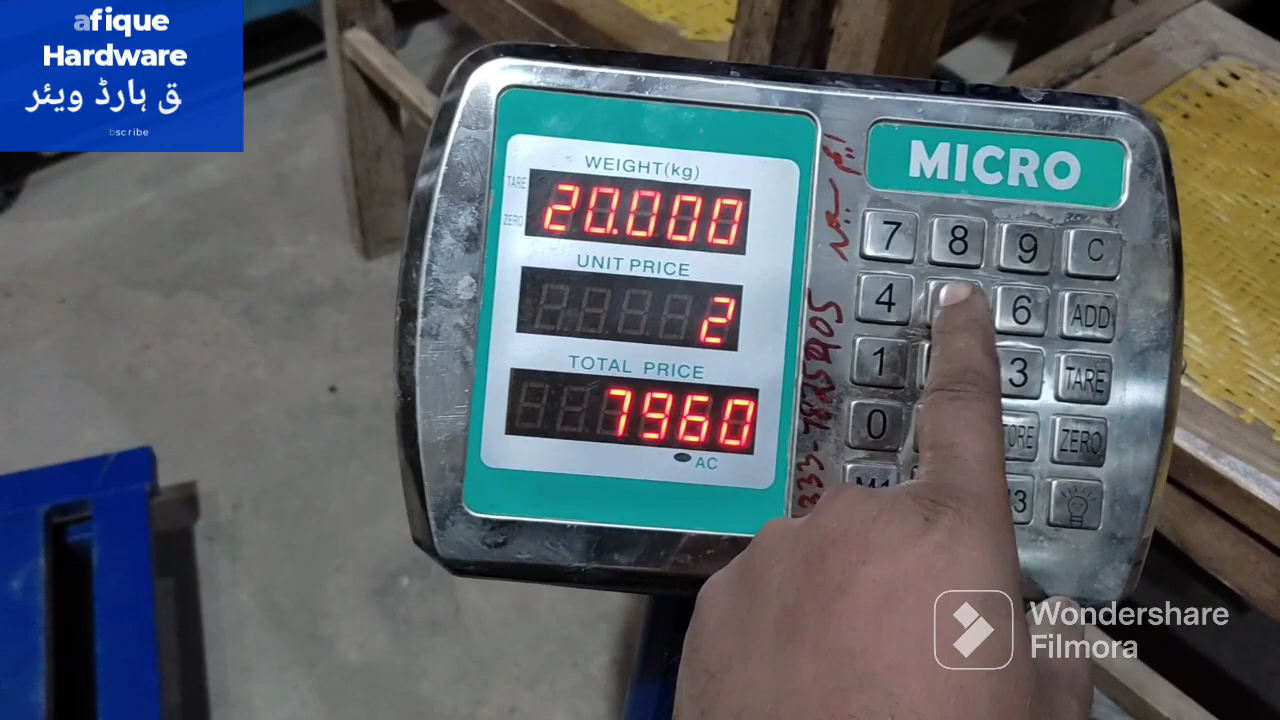 afique
Hardware
ق ہارڈ ویئر
bscribe
WEIGHT(kg)
TARE
ZERO
20.000
UNIT PRICE
2
TOTAL PRICE
7960
AC
MICRO
7 8 9 C
4 6 ADD
1 3 TARE
0 ORE ZERO
M1 3
Wondershare
Filmora